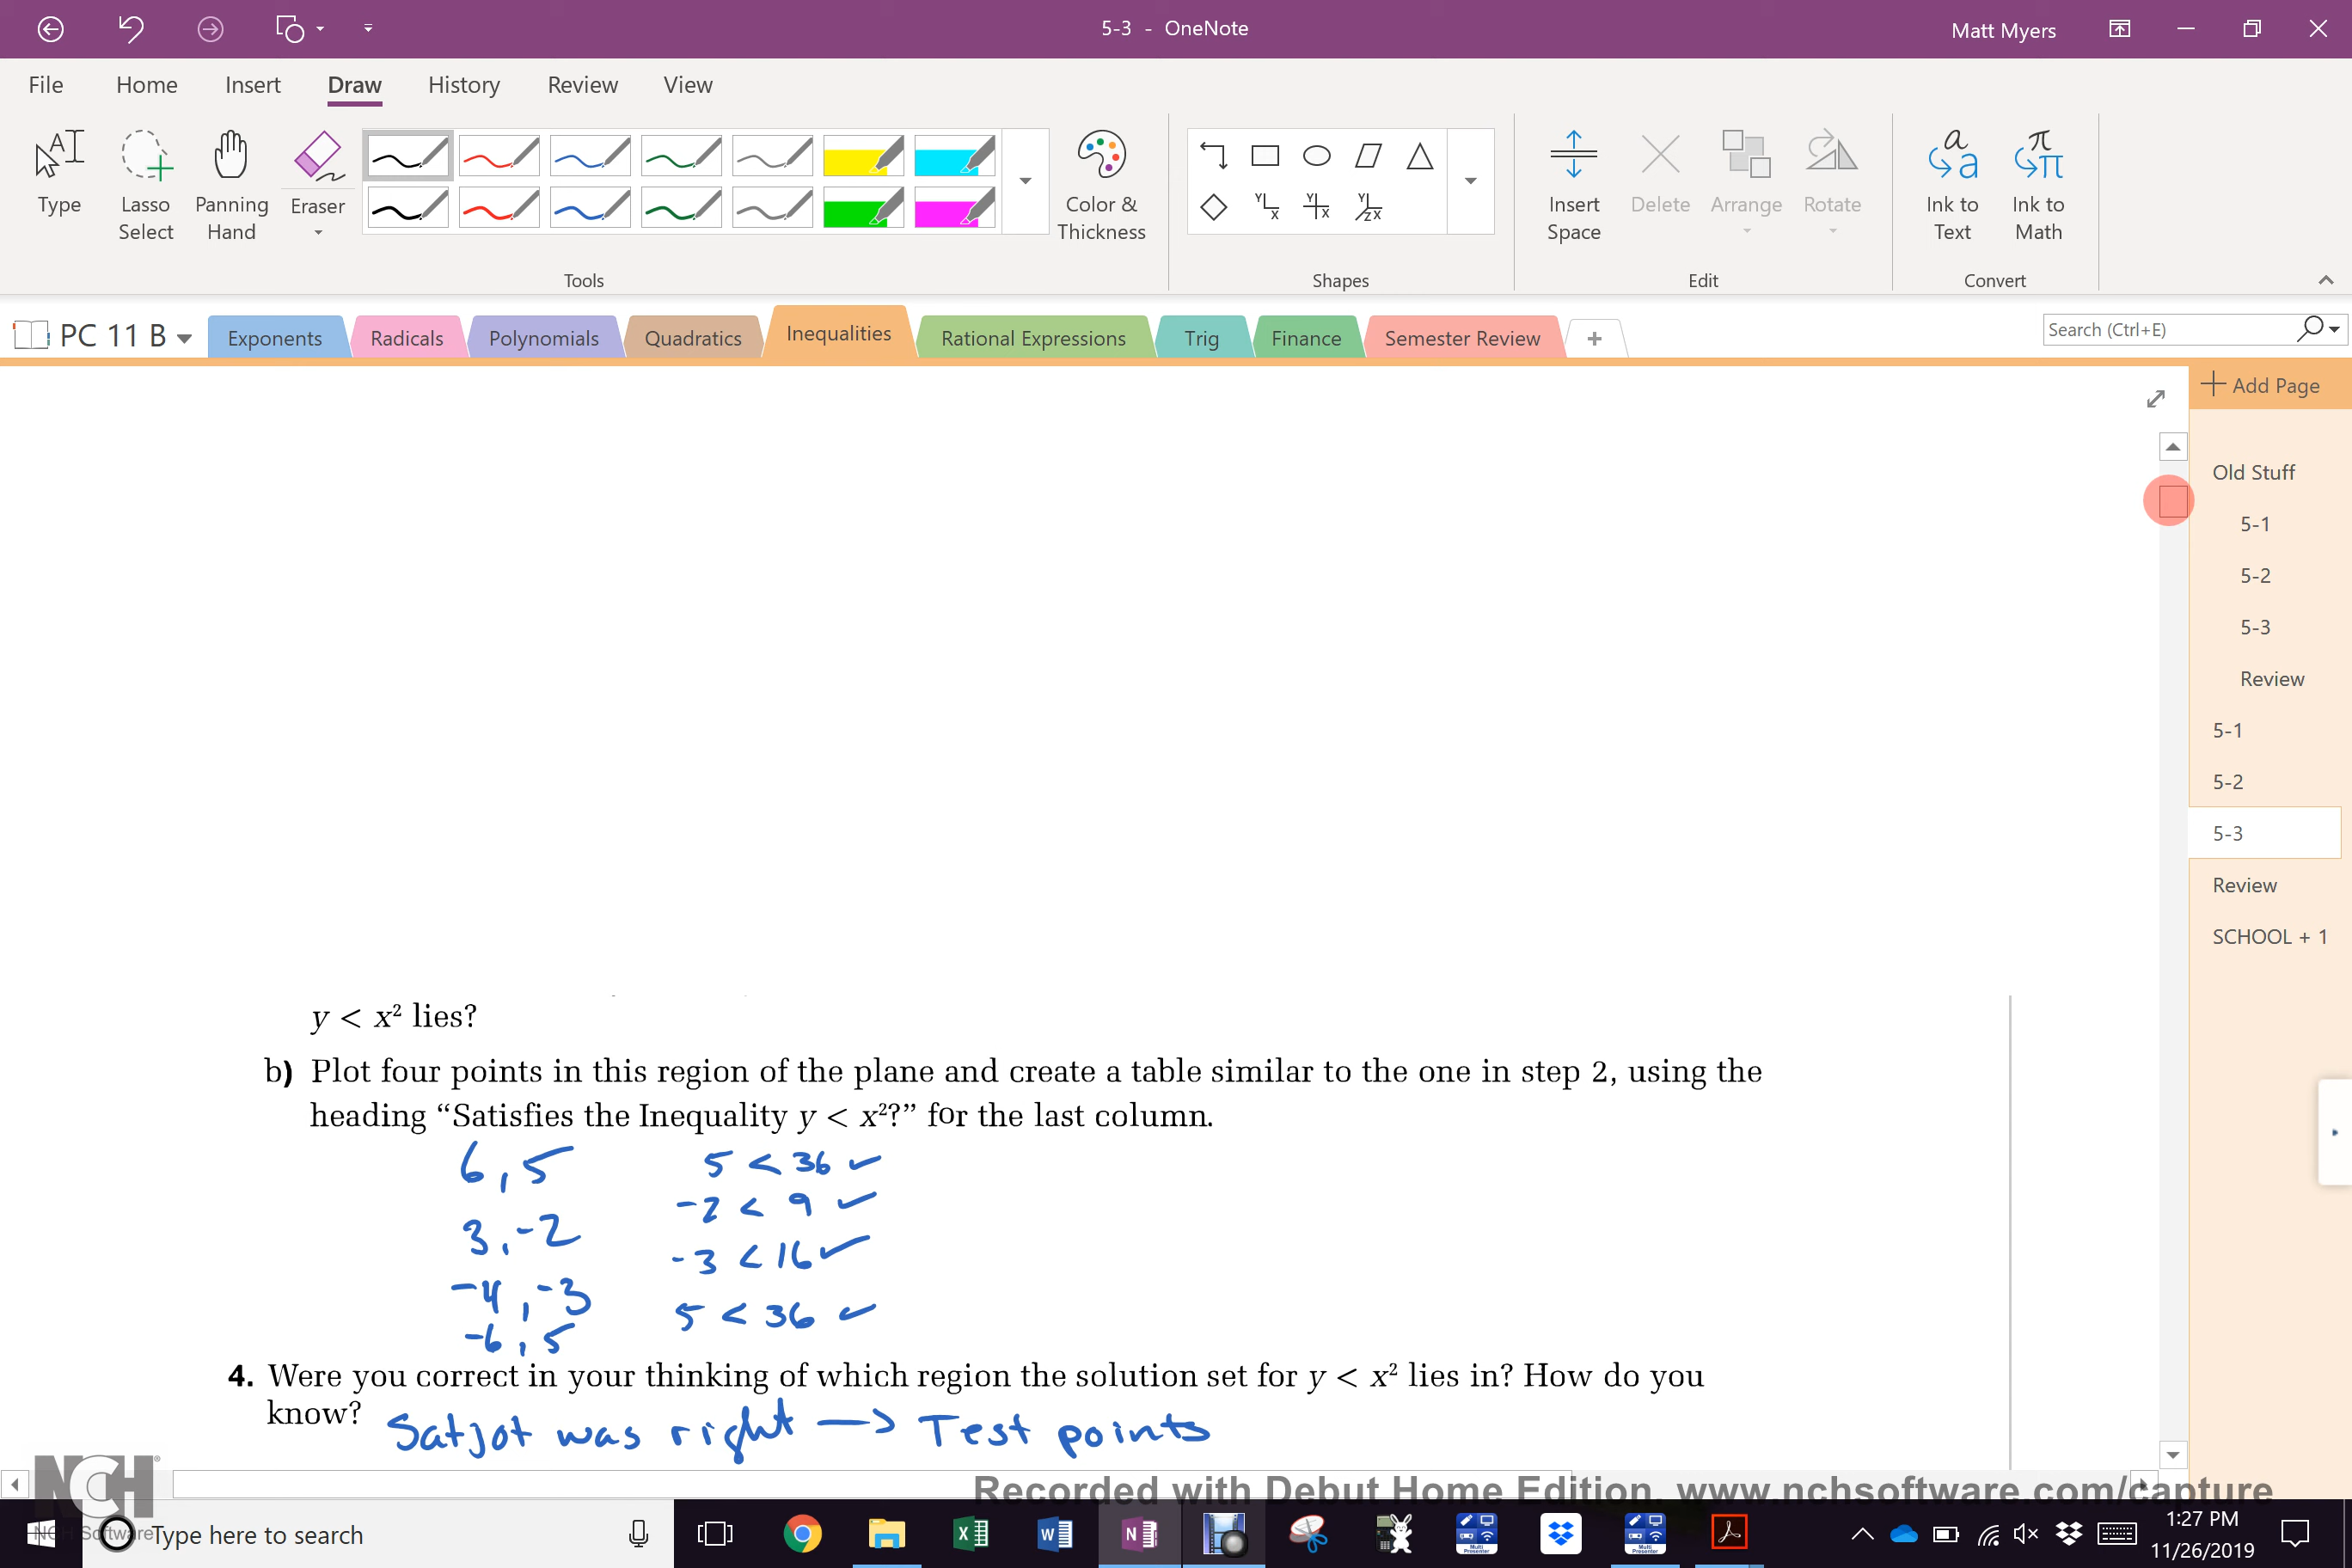 5-3 - OneNote
Matt Myers
File Home Insert Draw History Review View
Type
Lasso Select
Panning Hand
Eraser
Color & Thickness
Insert Space
Delete
Arrange
Rotate
a
a
Ink to Text
π
π
Ink to Math
Tools
Shapes
Edit
Convert
PC 11 B
Exponents
Radicals
Polynomials
Quadratics
Inequalities
Rational Expressions
Trig
Finance
Semester Review
Search (Ctrl+E)
Add Page
Old Stuff
5-1
5-2
5-3
Review
5-1
5-2
5-3
Review
SCHOOL + 1
y < x² lies?
b) Plot four points in this region of the plane and create a table similar to the one in step 2, using the
heading “Satisfies the Inequality y < x²?” for the last column.
6,5 5 < 36 ✓
3,-2 -2 < 9 ✓
-4,-3 -3 < 16 ✓
-6,5 5 < 36 ✓
4. Were you correct in your thinking of which region the solution set for y < x² lies in? How do you
know? Satjot was right → Test points
NCH
NCH Software
Recorded with Debut Home Edition. www.nchsoftware.com/capture
Type here to search
1:27 PM
11/26/2019